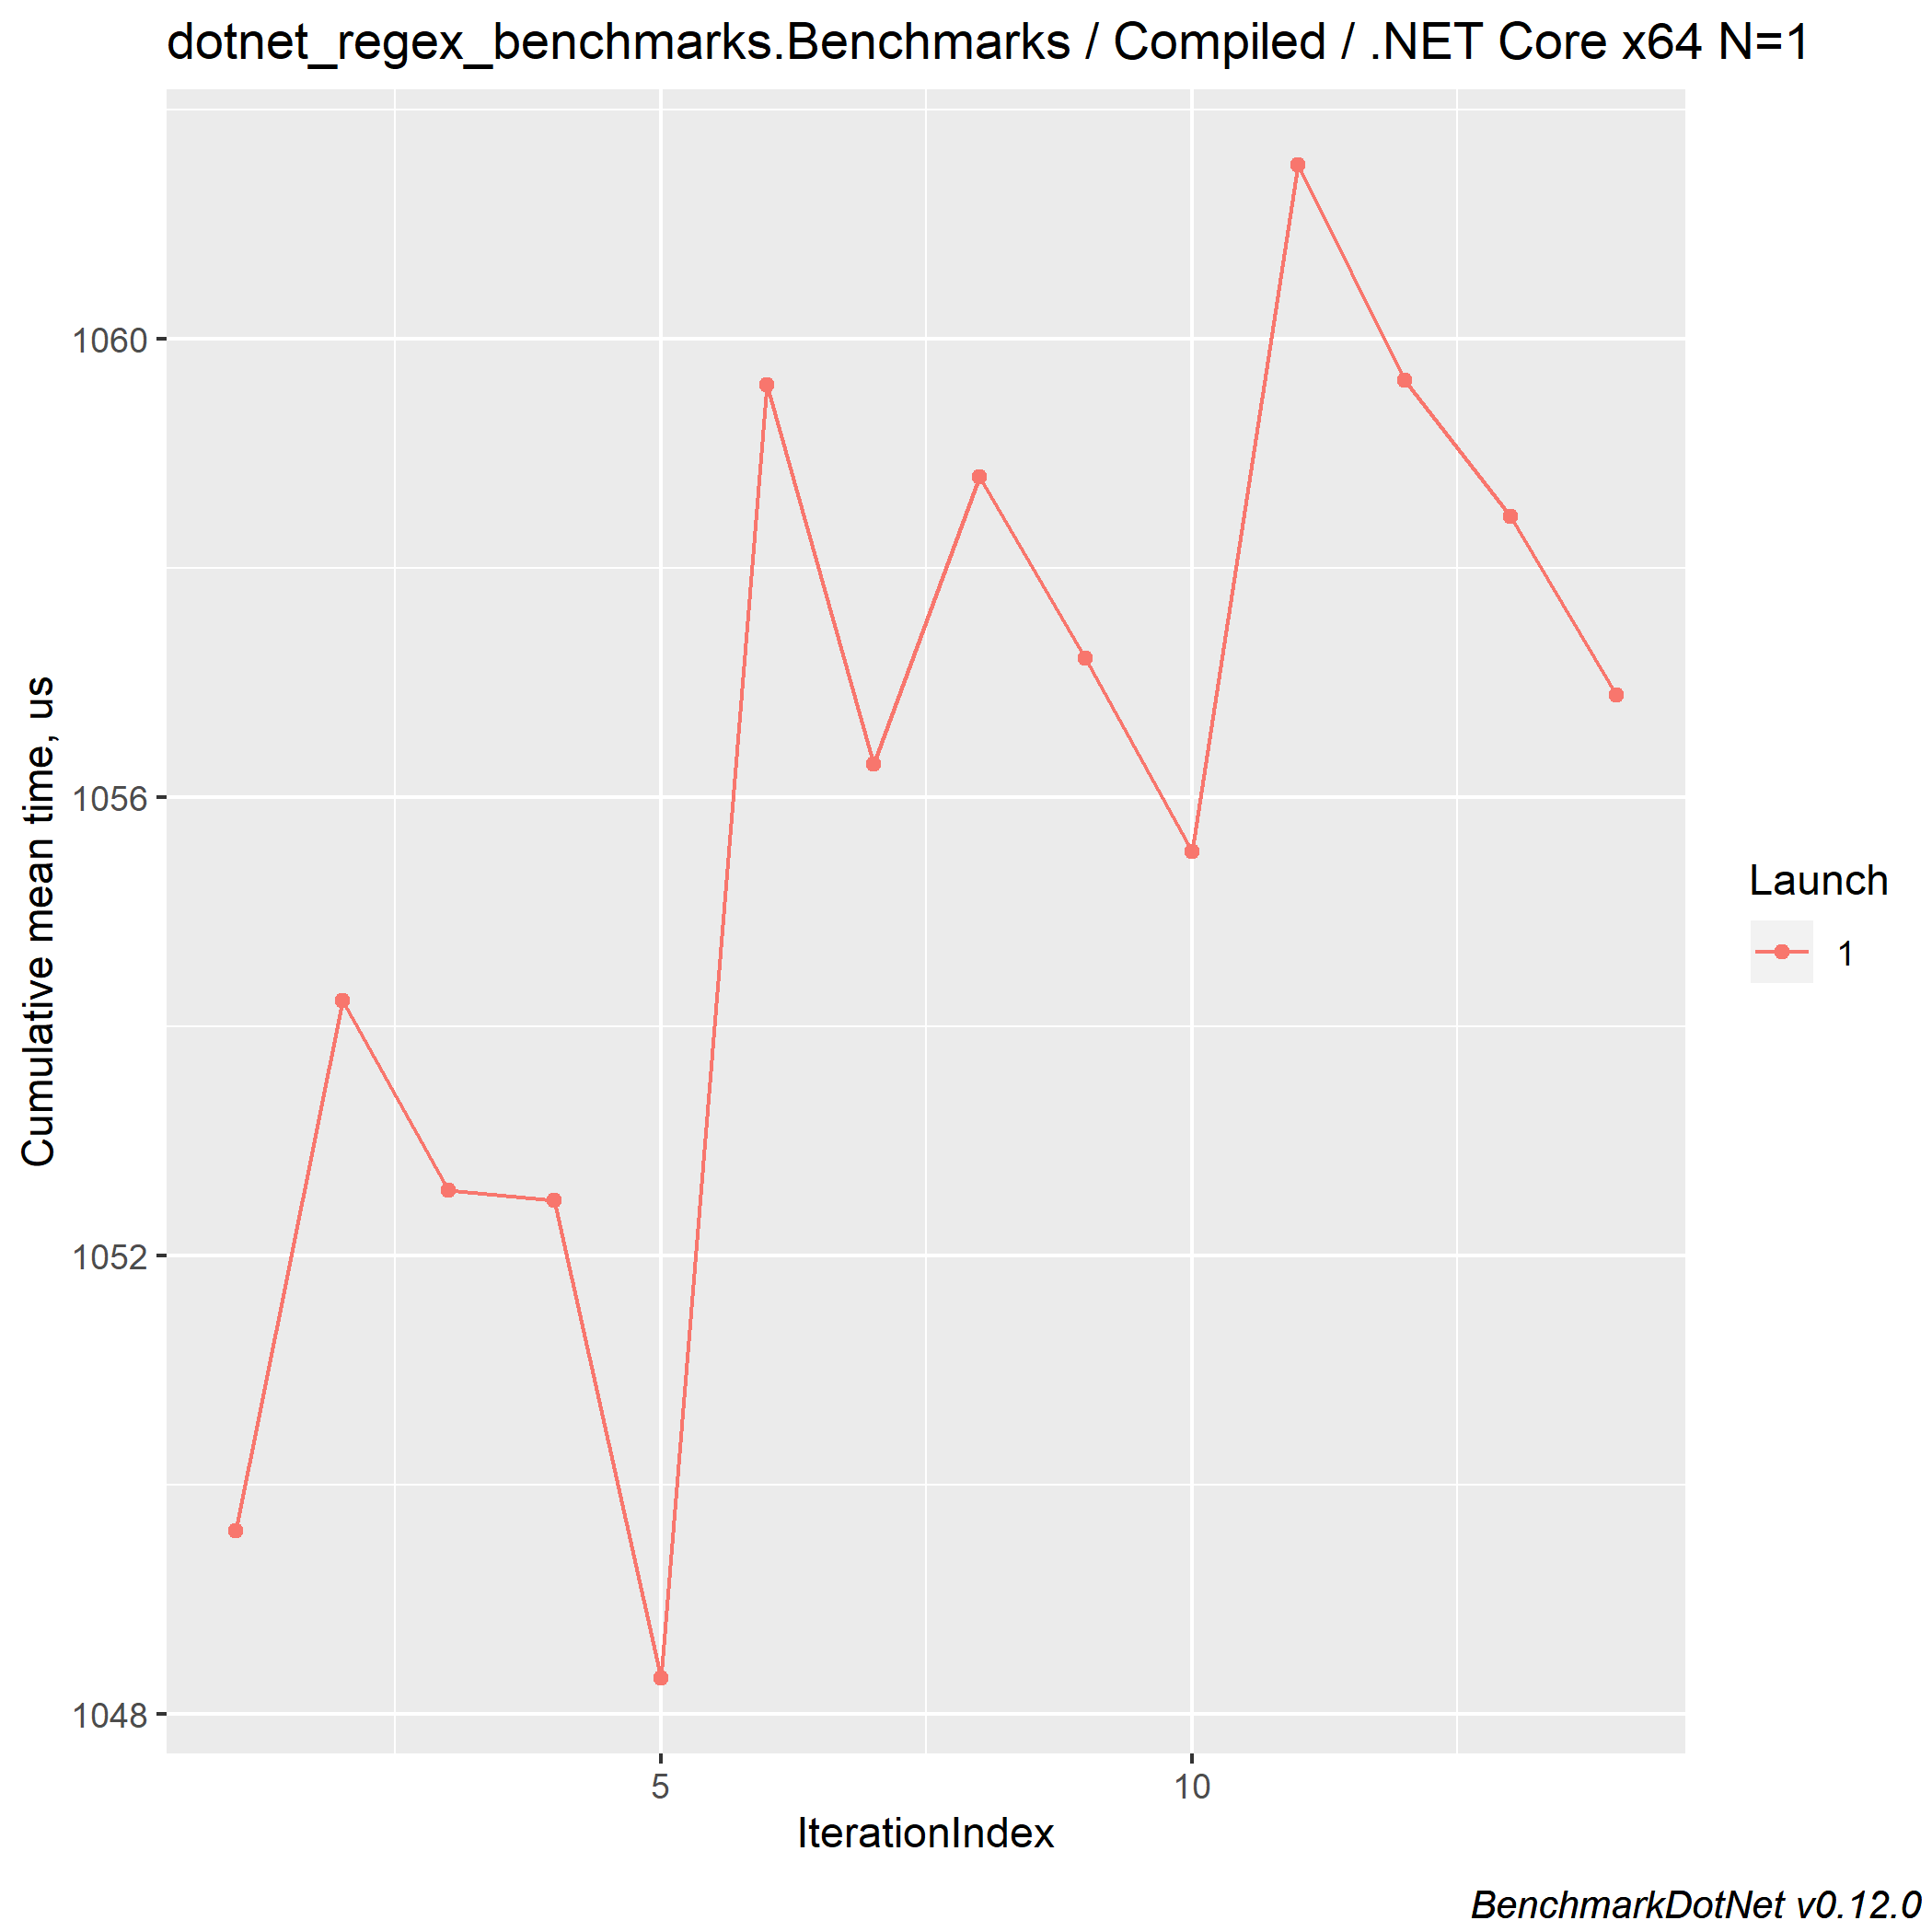 dotnet_regex_benchmarks.Benchmarks / Compiled / .NET Core x64 N=1
Cumulative mean time, us
1060
1056
1052
1048
5
10
IterationIndex
Launch
1
BenchmarkDotNet v0.12.0